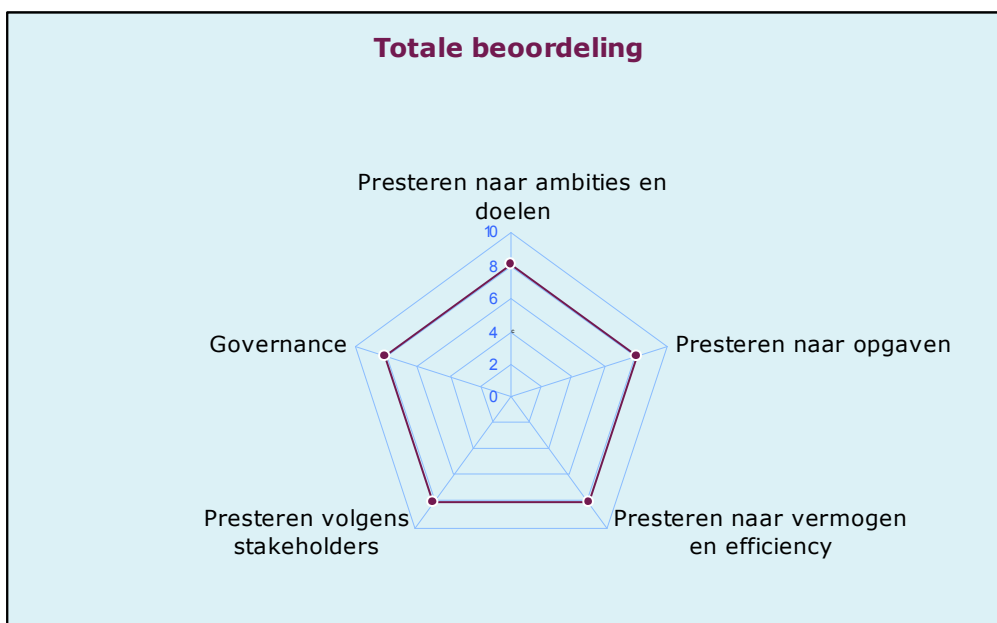 Totale beoordeling
Presteren naar ambities en
doelen
10
8
6
4
2
0
Governance
Presteren naar opgaven
Presteren volgens
stakeholders
Presteren naar vermogen
en efficiency